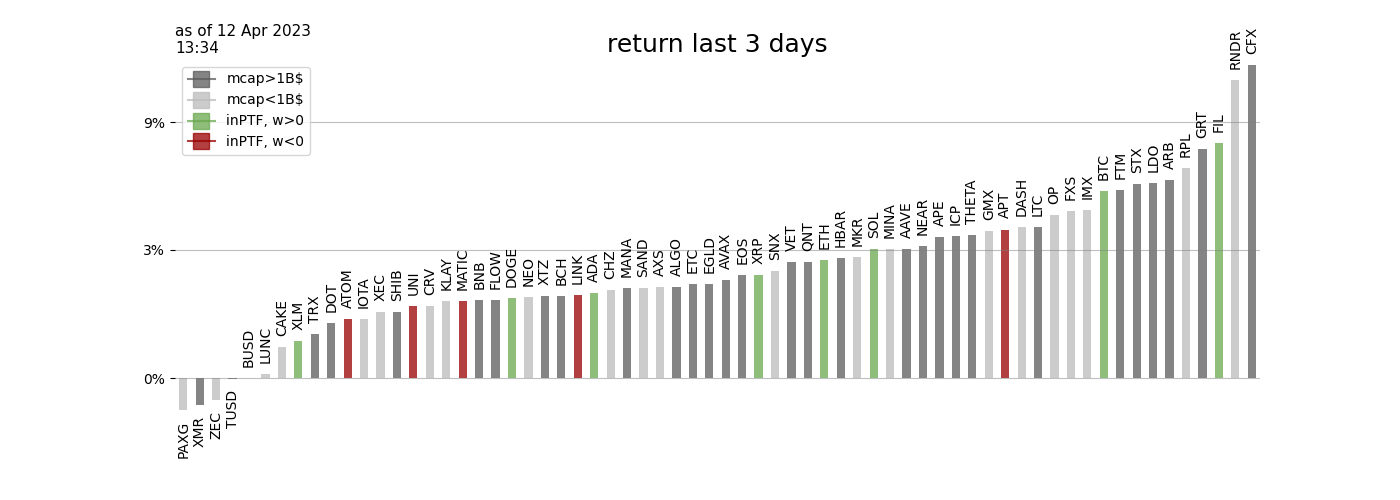 as of 12 Apr 2023
13:34
return last 3 days
mcap>1B$
mcap<1B$
inPTF, w>0
inPTF, w<0
9%
3%
0%
PAXG
XMR
ZEC
TUSD
BUSD
LUNC
CAKE
XLM
TRX
DOT
ATOM
IOTA
XEC
SHIB
UNI
CRV
KLAY
MATIC
BNB
FLOW
DOGE
NEO
XTZ
BCH
LINK
ADA
CHZ
MANA
SAND
AXS
ALGO
ETC
EGLD
AVAX
EOS
XRP
SNX
VET
QNT
ETH
HBAR
MKR
SOL
MINA
AAVE
NEAR
APE
ICP
THETA
GMX
APT
DASH
LTC
OP
FXS
IMX
BTC
FTM
STX
LDO
ARB
RPL
GRT
FIL
RNDR
CFX